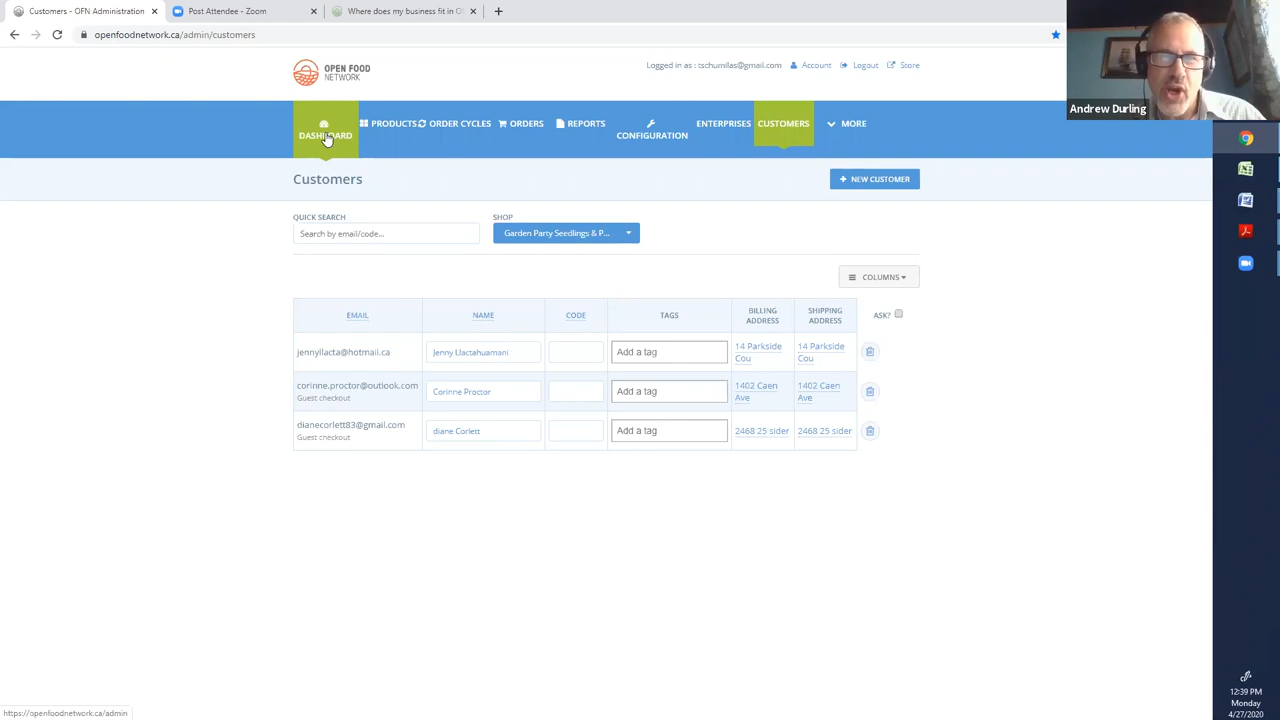 Customers - OFN Administration
Post Attendee - Zoom
Where does my business fit in O
openfoodnetwork.ca/admin/customers
OPEN FOOD
NETWORK
Logged in as : tschumilas@gmail.com Account Logout Store
Andrew Durling
DASHBOARD PRODUCTS ORDER CYCLES ORDERS REPORTS CONFIGURATION ENTERPRISES CUSTOMERS MORE
Customers
NEW CUSTOMER
QUICK SEARCH SHOP
Search by email/code... Garden Party Seedlings & P...
COLUMNS
EMAIL NAME CODE TAGS BILLING ADDRESS SHIPPING ADDRESS ASK?
jennyllacta@hotmail.ca Jenny Llactahuamani Add a tag 14 Parkside Cou 14 Parkside Cou
corinne.proctor@outlook.com Corinne Proctor Add a tag 1402 Caen Ave 1402 Caen Ave
Guest checkout
dianecorlett83@gmail.com diane Corlett Add a tag 2468 25 sider 2468 25 sider
Guest checkout
https://openfoodnetwork.ca/admin
12:39 PM
Monday
4/27/2020